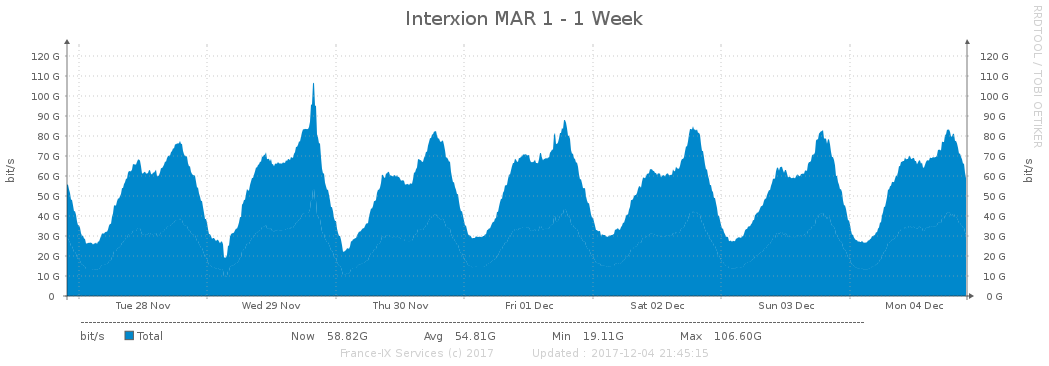 Interxion MAR 1 - 1 Week
RRDTOOL / TOBI OETIKER
bit/s
120 G
110 G
100 G
90 G
80 G
70 G
60 G
50 G
40 G
30 G
20 G
10 G
0
120 G
110 G
100 G
90 G
80 G
70 G
60 G
50 G
40 G
30 G
20 G
10 G
0 G
bit/s
Tue 28 Nov Wed 29 Nov Thu 30 Nov Fri 01 Dec Sat 02 Dec Sun 03 Dec Mon 04 Dec
bit/s Total Now 58.82G Avg 54.81G Min 19.11G Max 106.60G
France-IX Services (c) 2017 Updated : 2017-12-04 21:45:15